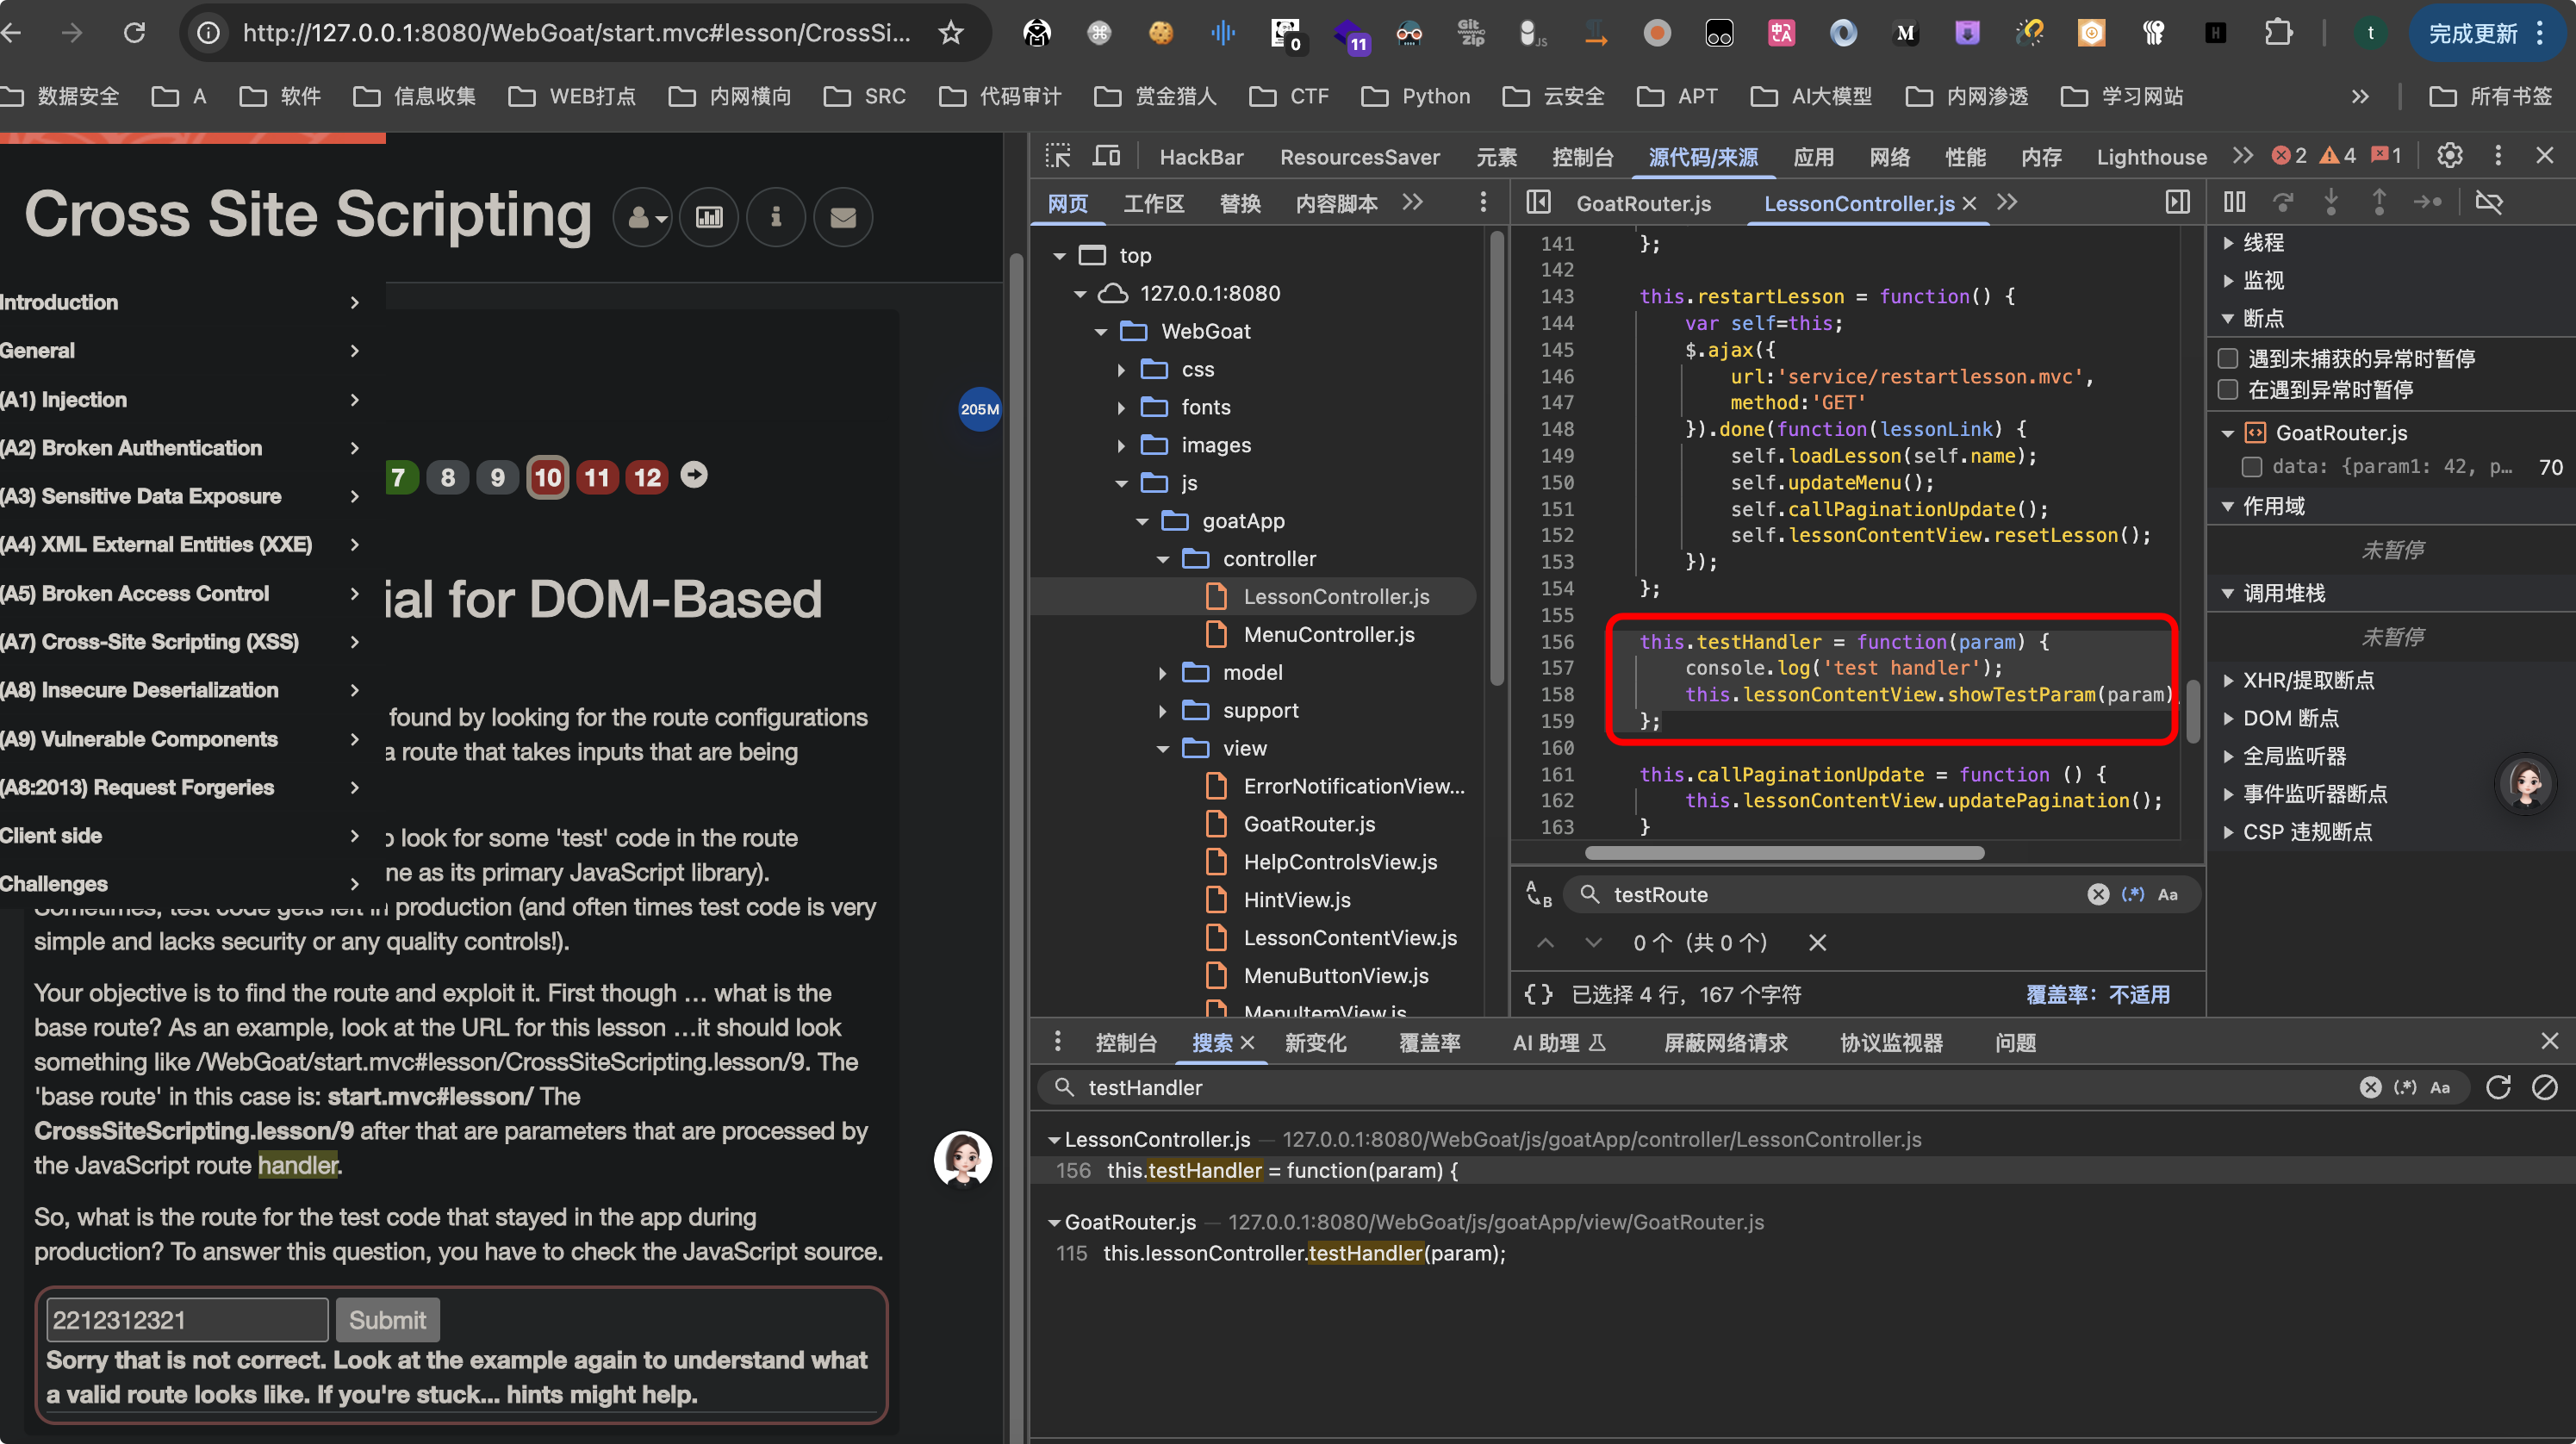 http://127.0.0.1:8080/WebGoat/start.mvc#lesson/CrossSi...
0
11
Git Zip
JS
M
H
t
完成更新
数据安全
A
软件
信息收集
WEB打点
内网横向
SRC
代码审计
赏金猎人
CTF
Python
云安全
APT
AI大模型
内网渗透
学习网站
所有书签
Cross Site Scripting
Introduction
General
(A1) Injection
(A2) Broken Authentication
(A3) Sensitive Data Exposure
(A4) XML External Entities (XXE)
(A5) Broken Access Control
(A7) Cross-Site Scripting (XSS)
(A8) Insecure Deserialization
(A9) Vulnerable Components
(A8:2013) Request Forgeries
Client side
Challenges
205M
7 8 9 10 11 12
ial for DOM-Based
found by looking for the route configurations
a route that takes inputs that are being
o look for some 'test' code in the route
ne as its primary JavaScript library).
Sometimes, test code gets left in production (and often times test code is very
simple and lacks security or any quality controls!).
Your objective is to find the route and exploit it. First though … what is the
base route? As an example, look at the URL for this lesson …it should look
something like /WebGoat/start.mvc#lesson/CrossSiteScripting.lesson/9. The
'base route' in this case is: start.mvc#lesson/ The
CrossSiteScripting.lesson/9 after that are parameters that are processed by
the JavaScript route handler.
So, what is the route for the test code that stayed in the app during
production? To answer this question, you have to check the JavaScript source.
2212312321 Submit
Sorry that is not correct. Look at the example again to understand what
a valid route looks like. If you're stuck... hints might help.
HackBar
ResourcesSaver
元素
控制台
源代码/来源
应用
网络
性能
内存
Lighthouse
2
4
1
网页
工作区
替换
内容脚本
top
127.0.0.1:8080
WebGoat
css
fonts
images
js
goatApp
controller
LessonController.js
MenuController.js
model
support
view
ErrorNotificationView...
GoatRouter.js
HelpControlsView.js
HintView.js
LessonContentView.js
MenuButtonView.js
MenuItemView.js
GoatRouter.js
LessonController.js
141 };
142
143 this.restartLesson = function() {
144 var self=this;
145 $.ajax({
146 url:'service/restartlesson.mvc',
147 method:'GET'
148 }).done(function(lessonLink) {
149 self.loadLesson(self.name);
150 self.updateMenu();
151 self.callPaginationUpdate();
152 self.lessonContentView.resetLesson();
153 });
154 };
155
156 this.testHandler = function(param) {
157 console.log('test handler');
158 this.lessonContentView.showTestParam(param)
159 };
160
161 this.callPaginationUpdate = function () {
162 this.lessonContentView.updatePagination();
163 }
A B
testRoute
(.*) Aa
0 个 (共 0 个)
{} 已选择 4 行，167 个字符
覆盖率：不适用
线程
监视
断点
遇到未捕获的异常时暂停
在遇到异常时暂停
GoatRouter.js
data: {param1: 42, p... 70
作用域
未暂停
调用堆栈
未暂停
XHR/提取断点
DOM 断点
全局监听器
事件监听器断点
CSP 违规断点
控制台
搜索
新变化
覆盖率
AI 助理
屏蔽网络请求
协议监视器
问题
testHandler
(.*) Aa
LessonController.js — 127.0.0.1:8080/WebGoat/js/goatApp/controller/LessonController.js
156 this.testHandler = function(param) {
GoatRouter.js — 127.0.0.1:8080/WebGoat/js/goatApp/view/GoatRouter.js
115 this.lessonController.testHandler(param);